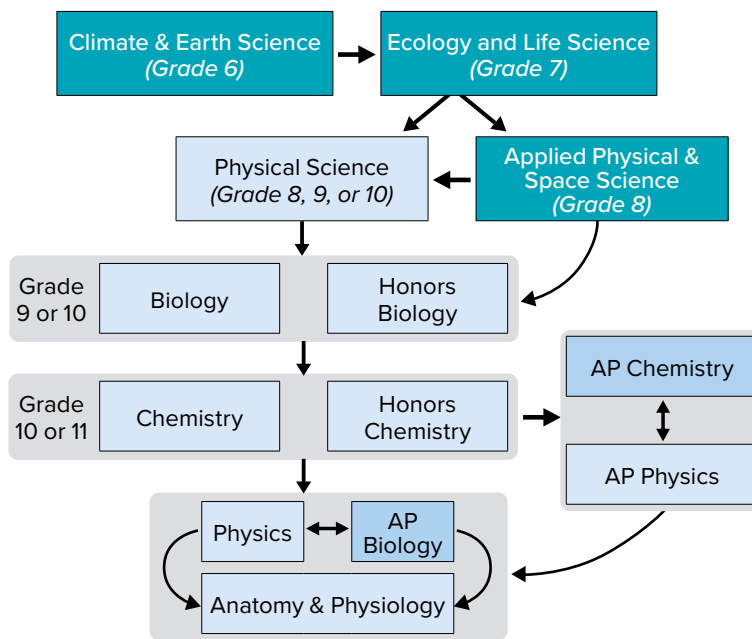 Climate & Earth Science
(Grade 6)
Ecology and Life Science
(Grade 7)
Physical Science
(Grade 8, 9, or 10)
Applied Physical &
Space Science
(Grade 8)
Grade
9 or 10
Biology
Honors
Biology
Grade
10 or 11
Chemistry
Honors
Chemistry
AP Chemistry
AP Physics
Physics
AP
Biology
Anatomy & Physiology